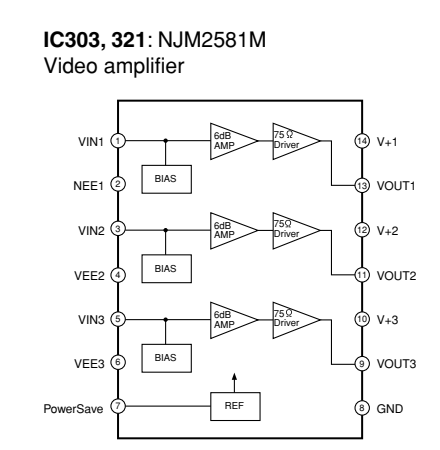 IC303, 321: NJM2581M
Video amplifier
VIN1 1 6dB AMP 75Ω Driver 14 V+1
BIAS
NEE1 2 13 VOUT1
VIN2 3 6dB AMP 75Ω Driver 12 V+2
BIAS
VEE2 4 11 VOUT2
VIN3 5 6dB AMP 75Ω Driver 10 V+3
BIAS
VEE3 6 9 VOUT3
PowerSave 7 REF 8 GND